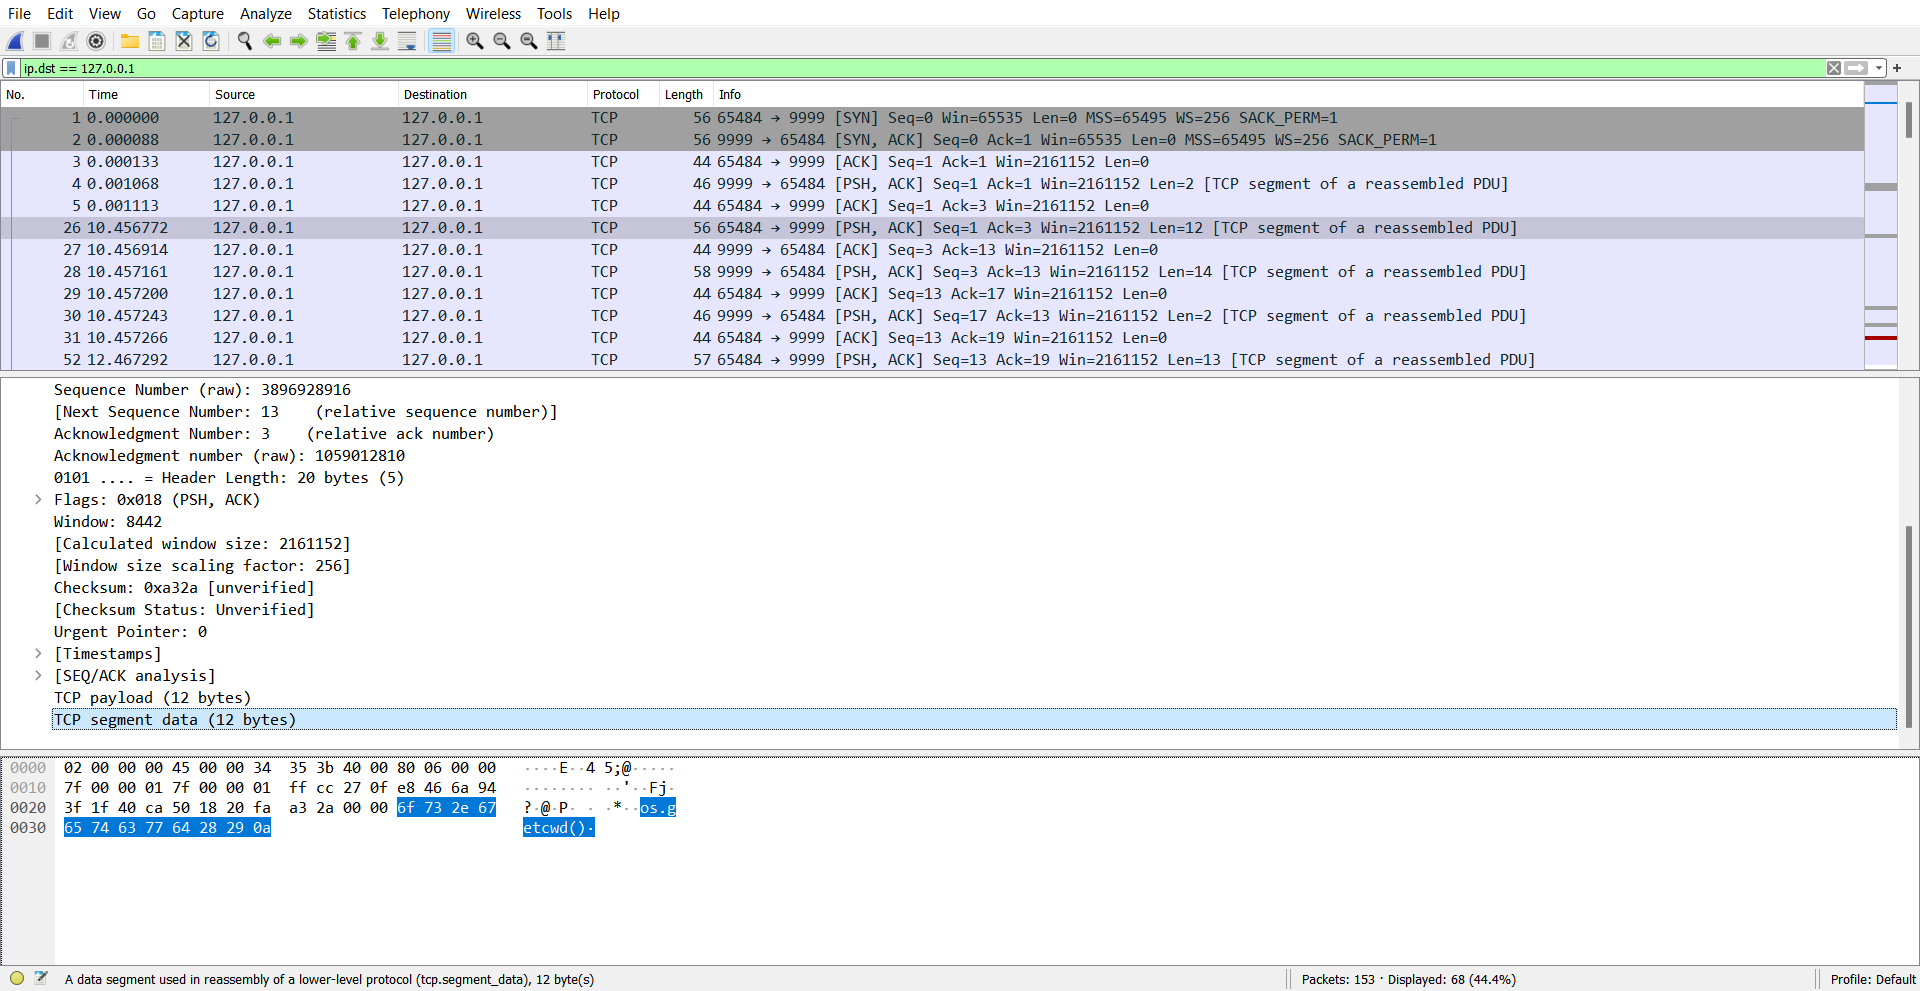 File Edit View Go Capture Analyze Statistics Telephony Wireless Tools Help
ip.dst == 127.0.0.1
No. Time Source Destination Protocol Length Info
1 0.000000 127.0.0.1 127.0.0.1 TCP 56 65484 → 9999 [SYN] Seq=0 Win=65535 Len=0 MSS=65495 WS=256 SACK_PERM=1
2 0.000088 127.0.0.1 127.0.0.1 TCP 56 9999 → 65484 [SYN, ACK] Seq=0 Ack=1 Win=65535 Len=0 MSS=65495 WS=256 SACK_PERM=1
3 0.000133 127.0.0.1 127.0.0.1 TCP 44 65484 → 9999 [ACK] Seq=1 Ack=1 Win=2161152 Len=0
4 0.001068 127.0.0.1 127.0.0.1 TCP 46 9999 → 65484 [PSH, ACK] Seq=1 Ack=1 Win=2161152 Len=2 [TCP segment of a reassembled PDU]
5 0.001113 127.0.0.1 127.0.0.1 TCP 44 65484 → 9999 [ACK] Seq=1 Ack=3 Win=2161152 Len=0
26 10.456772 127.0.0.1 127.0.0.1 TCP 56 65484 → 9999 [PSH, ACK] Seq=1 Ack=3 Win=2161152 Len=12 [TCP segment of a reassembled PDU]
27 10.456914 127.0.0.1 127.0.0.1 TCP 44 9999 → 65484 [ACK] Seq=3 Ack=13 Win=2161152 Len=0
28 10.457161 127.0.0.1 127.0.0.1 TCP 58 9999 → 65484 [PSH, ACK] Seq=3 Ack=13 Win=2161152 Len=14 [TCP segment of a reassembled PDU]
29 10.457200 127.0.0.1 127.0.0.1 TCP 44 65484 → 9999 [ACK] Seq=13 Ack=17 Win=2161152 Len=0
30 10.457243 127.0.0.1 127.0.0.1 TCP 46 9999 → 65484 [PSH, ACK] Seq=17 Ack=13 Win=2161152 Len=2 [TCP segment of a reassembled PDU]
31 10.457266 127.0.0.1 127.0.0.1 TCP 44 65484 → 9999 [ACK] Seq=13 Ack=19 Win=2161152 Len=0
52 12.467292 127.0.0.1 127.0.0.1 TCP 57 65484 → 9999 [PSH, ACK] Seq=13 Ack=19 Win=2161152 Len=13 [TCP segment of a reassembled PDU]
Sequence Number (raw): 3896928916
[Next Sequence Number: 13    (relative sequence number)]
Acknowledgment Number: 3    (relative ack number)
Acknowledgment number (raw): 1059012810
0101 .... = Header Length: 20 bytes (5)
Flags: 0x018 (PSH, ACK)
Window: 8442
[Calculated window size: 2161152]
[Window size scaling factor: 256]
Checksum: 0xa32a [unverified]
[Checksum Status: Unverified]
Urgent Pointer: 0
[Timestamps]
[SEQ/ACK analysis]
TCP payload (12 bytes)
TCP segment data (12 bytes)
0000 02 00 00 00 45 00 00 34 35 3b 40 00 80 06 00 00 ····E··4 5;@·····
0010 7f 00 00 01 7f 00 00 01 ff cc 27 0f e8 46 6a 94 ········ ··'··Fj·
0020 3f 1f 40 ca 50 18 20 fa a3 2a 00 00 6f 73 2e 67 ?·@·P· · ·*··os.g
0030 65 74 63 77 64 28 29 0a etcwd()·
A data segment used in reassembly of a lower-level protocol (tcp.segment_data), 12 byte(s)
Packets: 153 · Displayed: 68 (44.4%)
Profile: Default